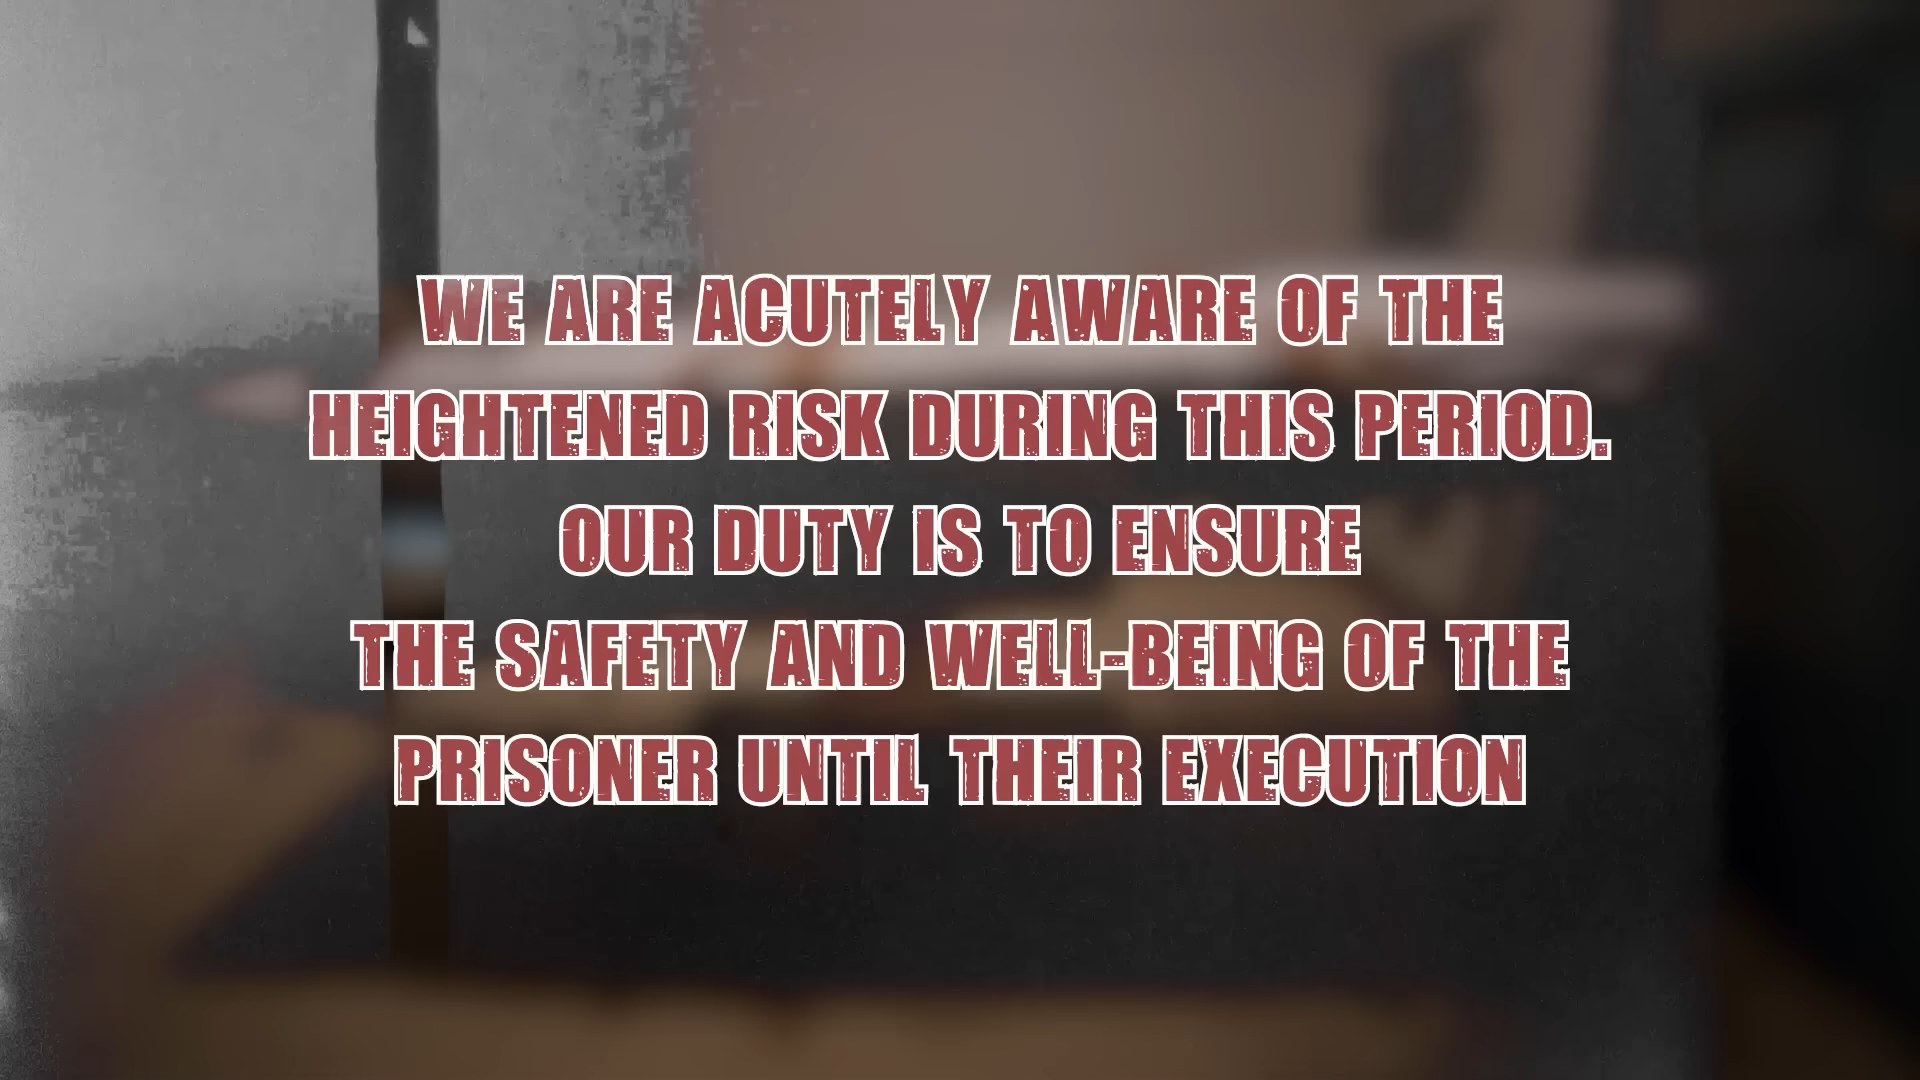 WE ARE ACUTELY AWARE OF THE
HEIGHTENED RISK DURING THIS PERIOD.
OUR DUTY IS TO ENSURE
THE SAFETY AND WELL-BEING OF THE
PRISONER UNTIL THEIR EXECUTION